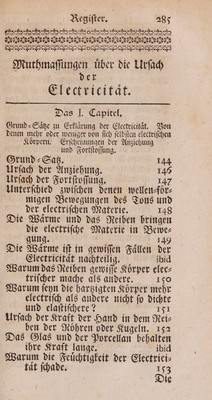 Register. 285
Muthmassungen über die Ursach
der
Electricität.
Das I. Capitel.
Grund-Sätz zu Erklärung der Electricität. Von
denen mehr oder weniger von sich selbsten electrischen
Körpern. Erscheinungen der Anziehung
und Fortstossung.
Grund-Satz. 144
Ursach der Anziehung. 146
Ursach der Fortstossung. 147
Unterschied zwischen denen wellen-för-
migen Bewegungen des Tons und
der electrischen Materie. 148
Die Wärme und das Reiben bringen
die electrische Materie in Bewe-
gung. 149
Die Wärme ist in gewissen Fällen der
Electricität nachteilig. ibid
Warum das Reiben gewisse Körper elec-
trischer mache als andere. 150
Warum seyn die hartzigten Körper mehr
electrisch als andere nicht so dichte
und elastischere? 151
Ursach der Kraft der Hand in dem Rei-
ben der Röhren oder Kugeln. 152
Das Glas und der Porcellan behalten
ihre Kraft lange. ibid
Warum die Feüchtigkeit der Electrici-
tät schade. 153
Die